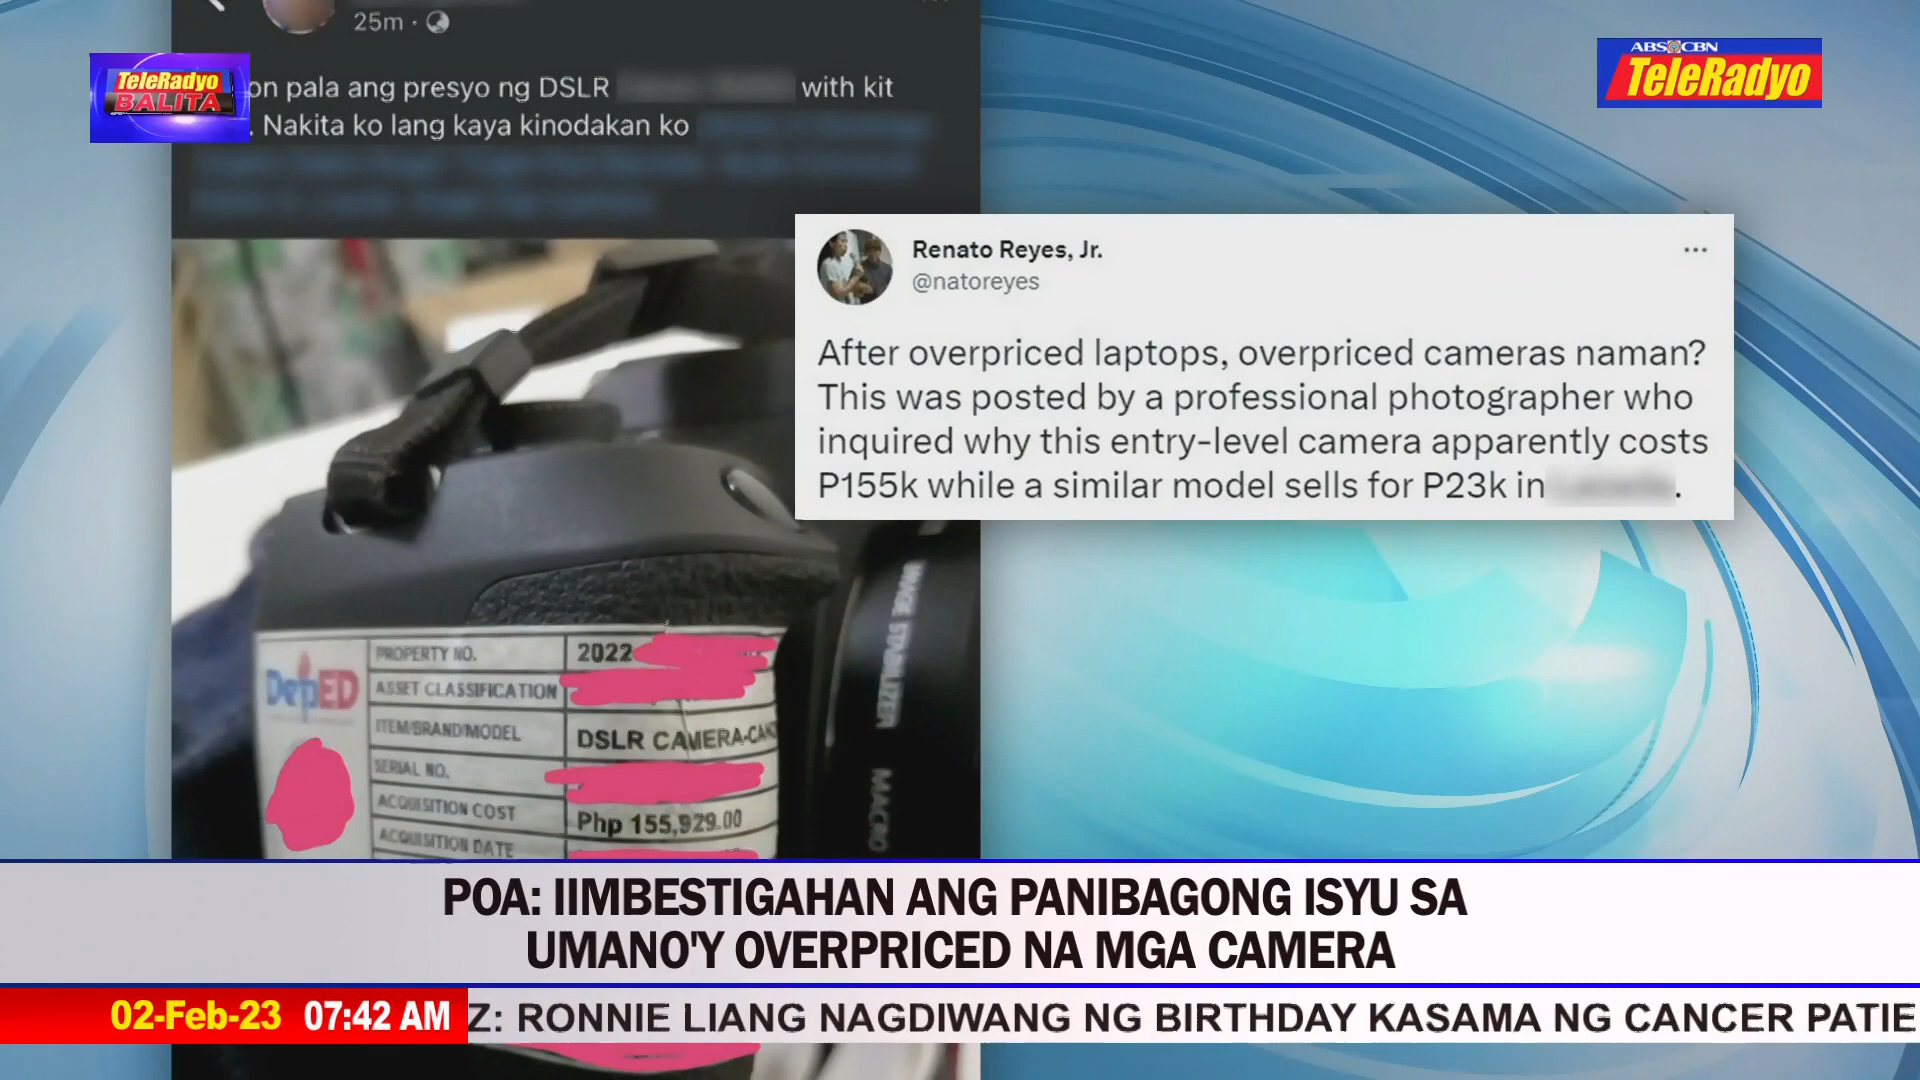 25m
TeleRadyo
BALITA
on pala ang presyo ng DSLR with kit
. Nakita ko lang kaya kinodakan ko
ABS CBN
TeleRadyo
Renato Reyes, Jr.
@natoreyes
After overpriced laptops, overpriced cameras naman?
This was posted by a professional photographer who
inquired why this entry-level camera apparently costs
P155k while a similar model sells for P23k in .
IMAGE STABILIZER
MACRO
DepED
PROPERTY NO. 2022
ASSET CLASSIFICATION
ITEM/BRAND/MODEL DSLR CAMERA-CAN
SERIAL NO.
ACQUISITION COST Php 155,929.00
ACQUISITION DATE
POA: IIMBESTIGAHAN ANG PANIBAGONG ISYU SA
UMANO'Y OVERPRICED NA MGA CAMERA
02-Feb-23 07:42 AM
Z: RONNIE LIANG NAGDIWANG NG BIRTHDAY KASAMA NG CANCER PATIE